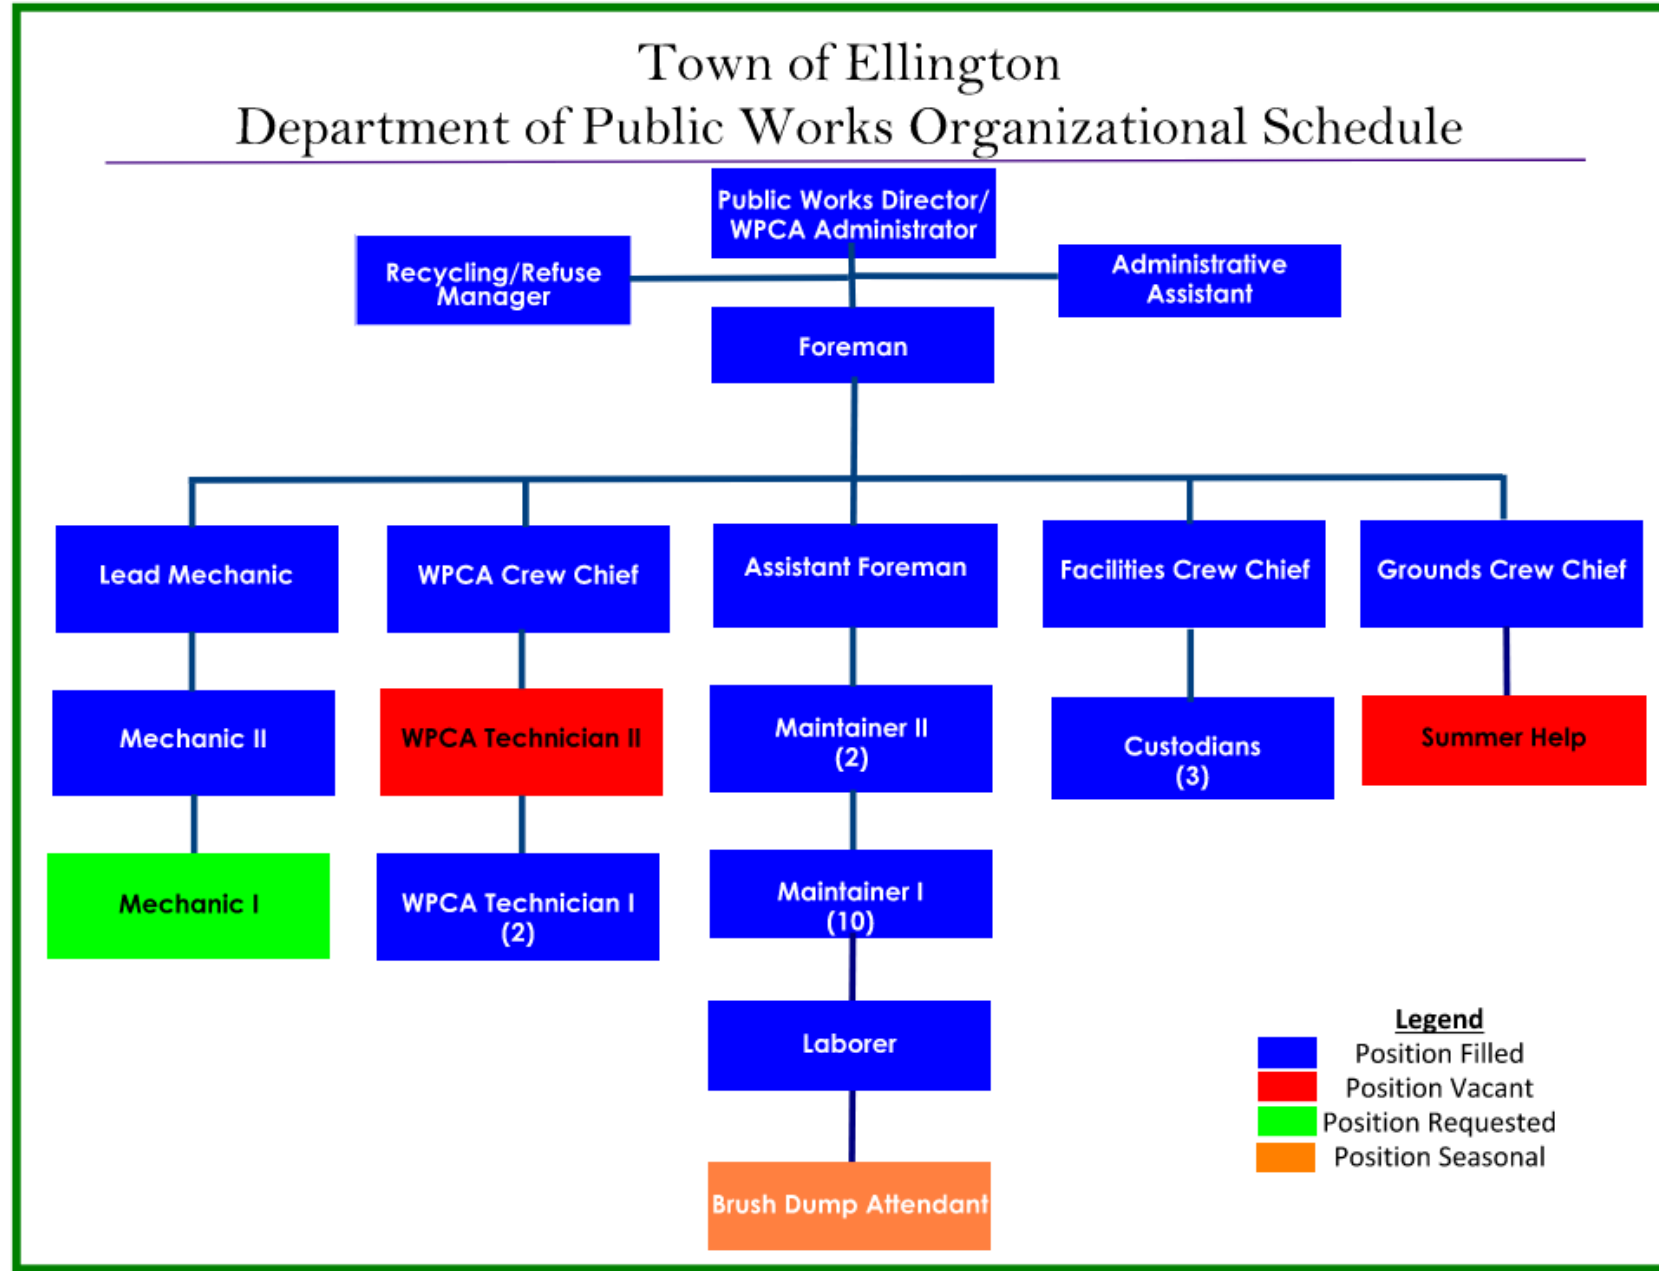 Town of Ellington
Department of Public Works Organizational Schedule
Public Works Director/
WPCA Administrator
Recycling/Refuse
Manager
Administrative
Assistant
Foreman
Lead Mechanic
WPCA Crew Chief
Assistant Foreman
Facilities Crew Chief
Grounds Crew Chief
Mechanic II
WPCA Technician II
Maintainer II
(2)
Custodians
(3)
Summer Help
Mechanic I
WPCA Technician I
(2)
Maintainer I
(10)
Laborer
Brush Dump Attendant
Legend
Position Filled
Position Vacant
Position Requested
Position Seasonal